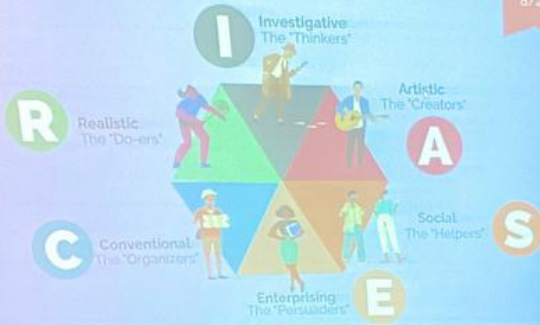 I
Investigative
The "Thinkers"
Artistic
The "Creators"
A
R
Realistic
The "Do-ers"
Social
The "Helpers"
S
C
Conventional
The "Organizers"
Enterprising
The "Persuaders"
E